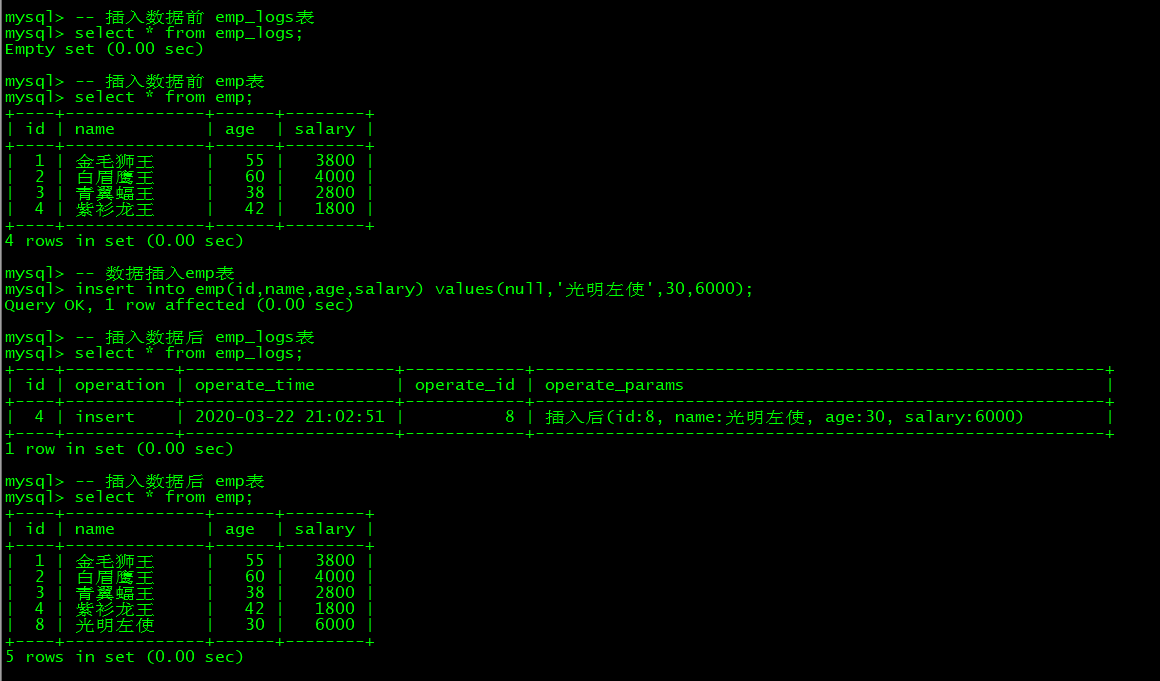 mysql> -- 插入数据前 emp_logs表
mysql> select * from emp_logs;
Empty set (0.00 sec)
mysql> -- 插入数据前 emp表
mysql> select * from emp;
+----+--------------+------+--------+
| id | name         | age  | salary |
+----+--------------+------+--------+
|  1 | 金毛狮王     |   55 |   3800 |
|  2 | 白眉鹰王     |   60 |   4000 |
|  3 | 青翼蝠王     |   38 |   2800 |
|  4 | 紫衫龙王     |   42 |   1800 |
+----+--------------+------+--------+
4 rows in set (0.00 sec)
mysql> -- 数据插入emp表
mysql> insert into emp(id,name,age,salary) values(null,'光明左使',30,6000);
Query OK, 1 row affected (0.00 sec)
mysql> -- 插入数据后 emp_logs表
mysql> select * from emp_logs;
+----+-----------+---------------------+------------+---------------------------------------------------------+
| id | operation | operate_time        | operate_id | operate_params                                          |
+----+-----------+---------------------+------------+---------------------------------------------------------+
|  4 | insert    | 2020-03-22 21:02:51 |          8 | 插入后(id:8, name:光明左使, age:30, salary:6000)        |
+----+-----------+---------------------+------------+---------------------------------------------------------+
1 row in set (0.00 sec)
mysql> -- 插入数据后 emp表
mysql> select * from emp;
+----+--------------+------+--------+
| id | name         | age  | salary |
+----+--------------+------+--------+
|  1 | 金毛狮王     |   55 |   3800 |
|  2 | 白眉鹰王     |   60 |   4000 |
|  3 | 青翼蝠王     |   38 |   2800 |
|  4 | 紫衫龙王     |   42 |   1800 |
|  8 | 光明左使     |   30 |   6000 |
+----+--------------+------+--------+
5 rows in set (0.00 sec)